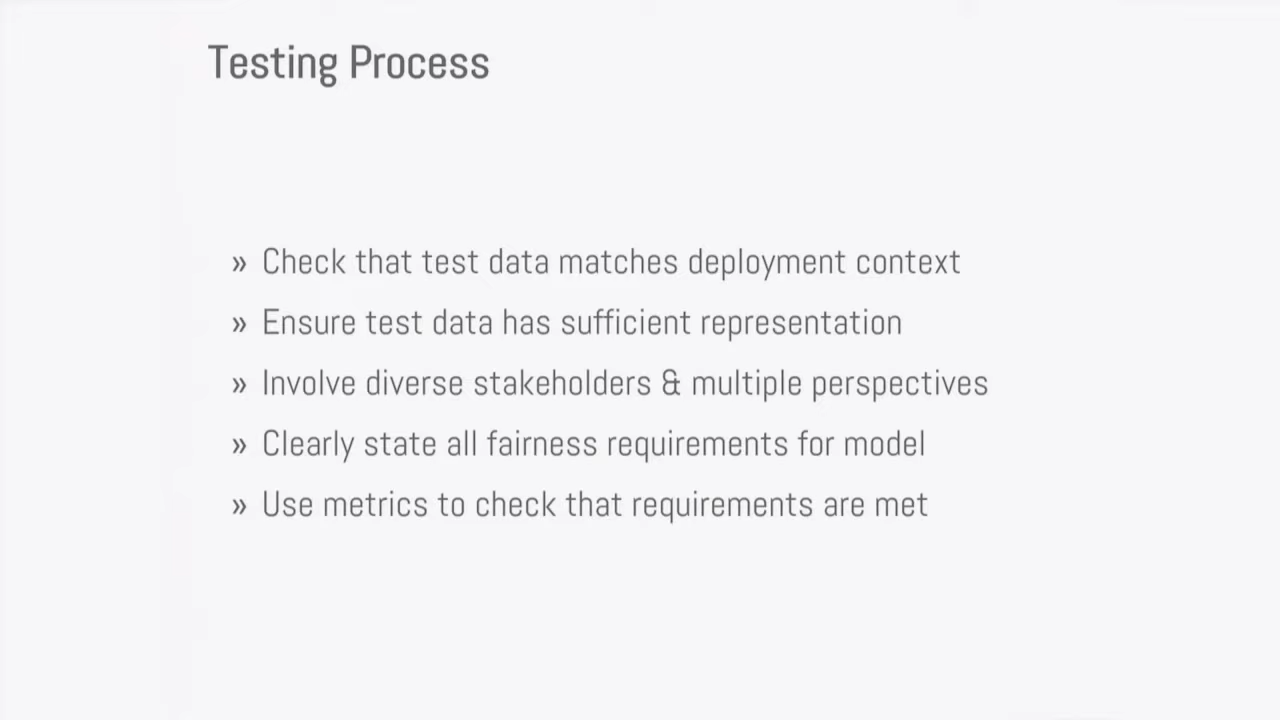 Testing Process
» Check that test data matches deployment context
» Ensure test data has sufficient representation
» Involve diverse stakeholders & multiple perspectives
» Clearly state all fairness requirements for model
» Use metrics to check that requirements are met